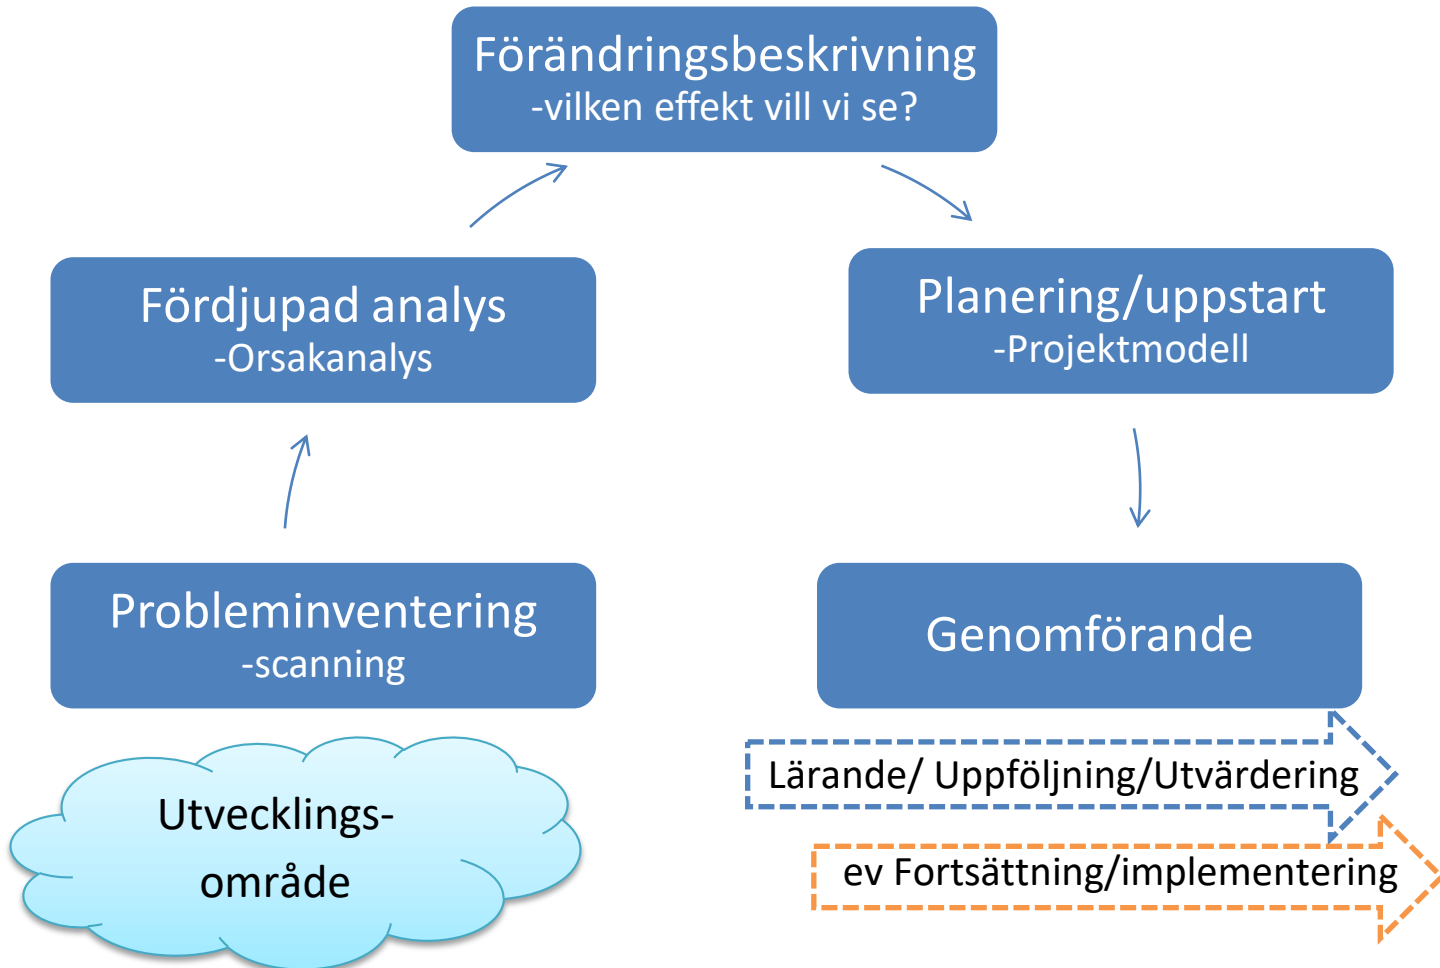 Förändringsbeskrivning
-vilken effekt vill vi se?
Fördjupad analys
-Orsakanalys
Planering/uppstart
-Projektmodell
Probleminventering
-scanning
Genomförande
Utvecklings-
område
Lärande/ Uppföljning/Utvärdering
ev Fortsättning/implementering